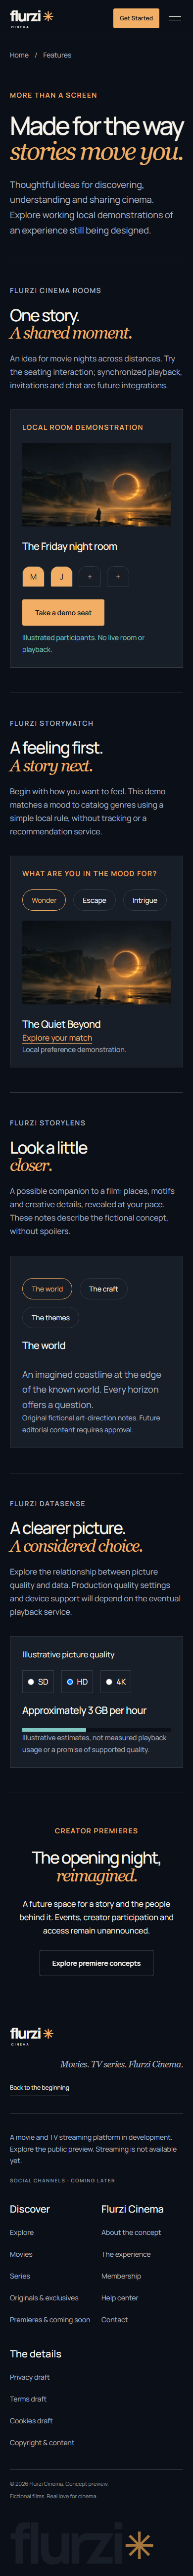 flurzi
CINEMA
Get Started
Home / Features
MORE THAN A SCREEN
Made for the way
stories move you.
Thoughtful ideas for discovering,
understanding and sharing cinema.
Explore working local demonstrations of
an experience still being designed.
FLURZI CINEMA ROOMS
One story.
A shared moment.
An idea for movie nights across distances. Try
the seating interaction; synchronized playback,
invitations and chat are future integrations.
LOCAL ROOM DEMONSTRATION
The Friday night room
M J + +
Take a demo seat
Illustrated participants. No live room or
playback.
FLURZI STORYMATCH
A feeling first.
A story next.
Begin with how you want to feel. This demo
matches a mood to catalog genres using a
simple local rule, without tracking or a
recommendation service.
WHAT ARE YOU IN THE MOOD FOR?
Wonder Escape Intrigue
The Quiet Beyond
Explore your match
Local preference demonstration.
FLURZI STORYLENS
Look a little
closer.
A possible companion to a film: places, motifs
and creative details, revealed at your pace.
These notes describe the fictional concept,
without spoilers.
The world The craft
The themes
The world
An imagined coastline at the edge
of the known world. Every horizon
offers a question.
Original fictional art-direction notes. Future
editorial content requires approval.
FLURZI DATASENSE
A clearer picture.
A considered choice.
Explore the relationship between picture
quality and data. Production quality settings
and device support will depend on the eventual
playback service.
Illustrative picture quality
SD HD 4K
Approximately 3 GB per hour
Illustrative estimates, not measured playback
usage or a promise of supported quality.
CREATOR PREMIERES
The opening night,
reimagined.
A future space for a story and the people
behind it. Events, creator participation and
access remain unannounced.
Explore premiere concepts
flurzi
CINEMA
Movies. TV series. Flurzi Cinema.
Back to the beginning
A movie and TV streaming platform in development.
Explore the public preview. Streaming is not available
yet.
SOCIAL CHANNELS · COMING LATER
Discover
Explore
Movies
Series
Originals & exclusives
Premieres & coming soon
Flurzi Cinema
About the concept
The experience
Membership
Help center
Contact
The details
Privacy draft
Terms draft
Cookies draft
Copyright & content
© 2026 Flurzi Cinema. Concept preview.
Fictional films. Real love for cinema.
flurzi